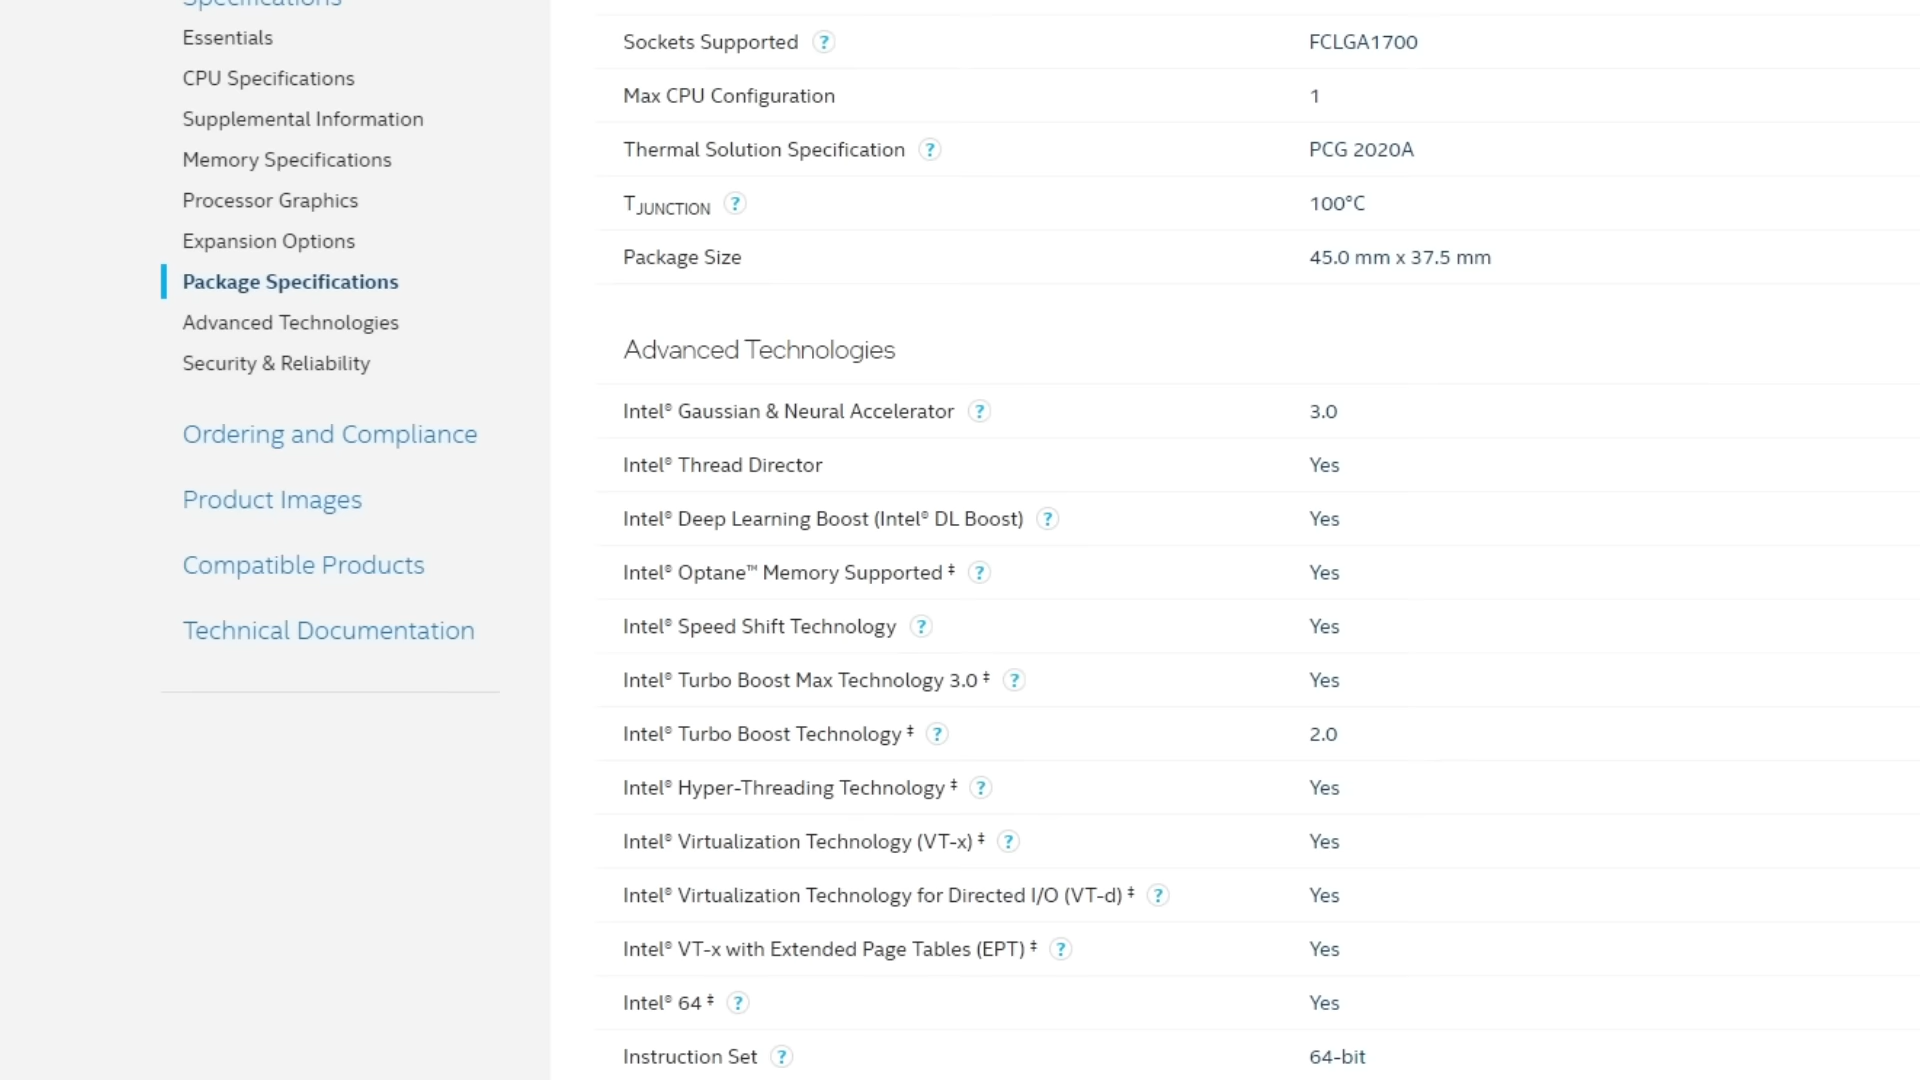 Specifications
Essentials
CPU Specifications
Supplemental Information
Memory Specifications
Processor Graphics
Expansion Options
Package Specifications
Advanced Technologies
Security & Reliability
Ordering and Compliance
Product Images
Compatible Products
Technical Documentation
Sockets Supported ? FCLGA1700
Max CPU Configuration 1
Thermal Solution Specification ? PCG 2020A
TJUNCTION ? 100°C
Package Size 45.0 mm x 37.5 mm
Advanced Technologies
Intel® Gaussian & Neural Accelerator ? 3.0
Intel® Thread Director Yes
Intel® Deep Learning Boost (Intel® DL Boost) ? Yes
Intel® Optane™ Memory Supported ‡ ? Yes
Intel® Speed Shift Technology ? Yes
Intel® Turbo Boost Max Technology 3.0 ‡ ? Yes
Intel® Turbo Boost Technology ‡ ? 2.0
Intel® Hyper-Threading Technology ‡ ? Yes
Intel® Virtualization Technology (VT-x) ‡ ? Yes
Intel® Virtualization Technology for Directed I/O (VT-d) ‡ ? Yes
Intel® VT-x with Extended Page Tables (EPT) ‡ ? Yes
Intel® 64 ‡ ? Yes
Instruction Set ? 64-bit